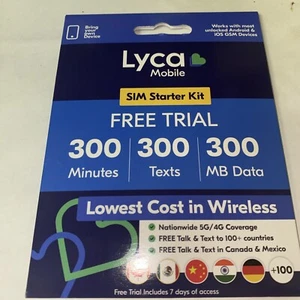 Bring
your
own
Device
Works with most
unlocked Android &
iOS GSM Devices
Lyca
Mobile
SIM Starter Kit
FREE TRIAL
300 300 300
Minutes Texts MB Data
Lowest Cost in Wireless
Nationwide 5G/4G Coverage
FREE Talk & Text to 100+ countries
FREE Talk & Text in Canada & Mexico
+100
Free Trial Includes 7 days of access